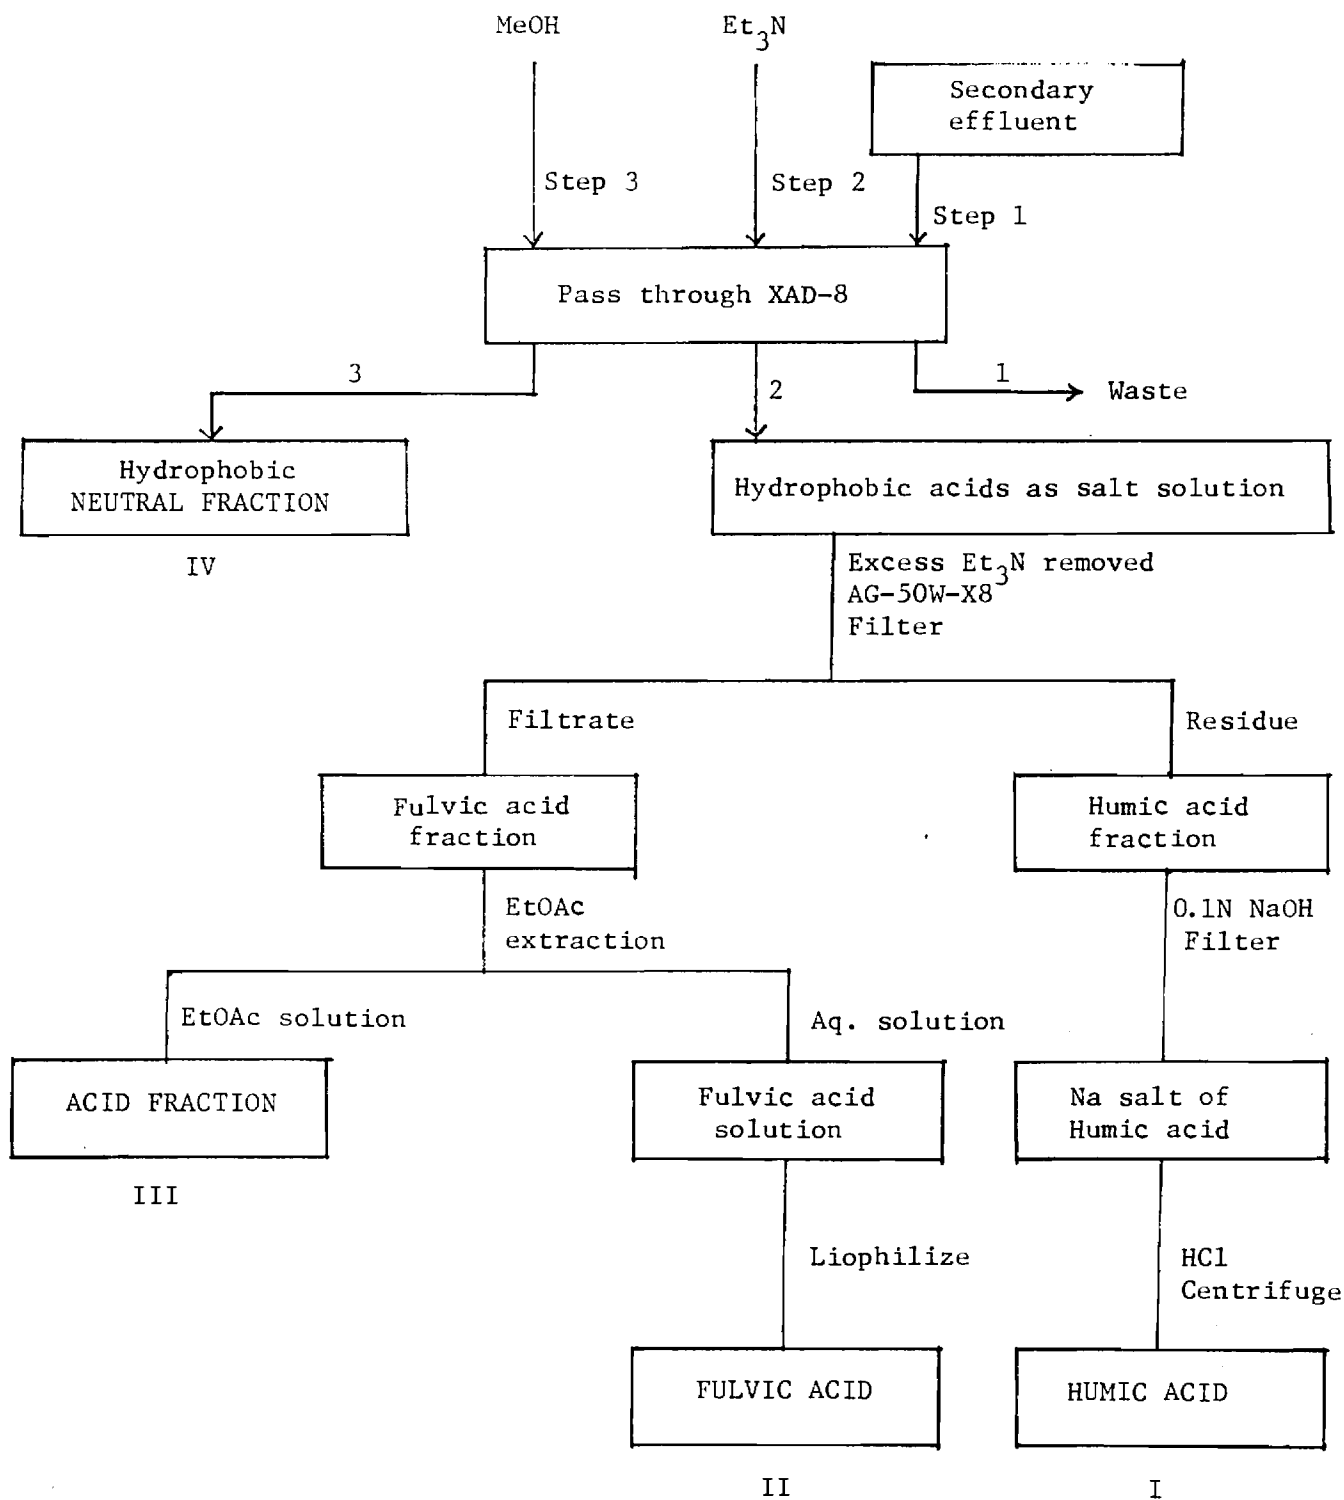 MeOH
Et3N
Secondary
effluent
Step 3
Step 2
Step 1
Pass through XAD-8
3
2
1
Waste
Hydrophobic
NEUTRAL FRACTION
IV
Hydrophobic acids as salt solution
Excess Et3N removed
AG-50W-X8
Filter
Filtrate
Residue
Fulvic acid
fraction
Humic acid
fraction
EtOAc
extraction
0.1N NaOH
Filter
EtOAc solution
Aq. solution
ACID FRACTION
III
Fulvic acid
solution
Na salt of
Humic acid
Liophilize
HCl
Centrifuge
FULVIC ACID
II
HUMIC ACID
I